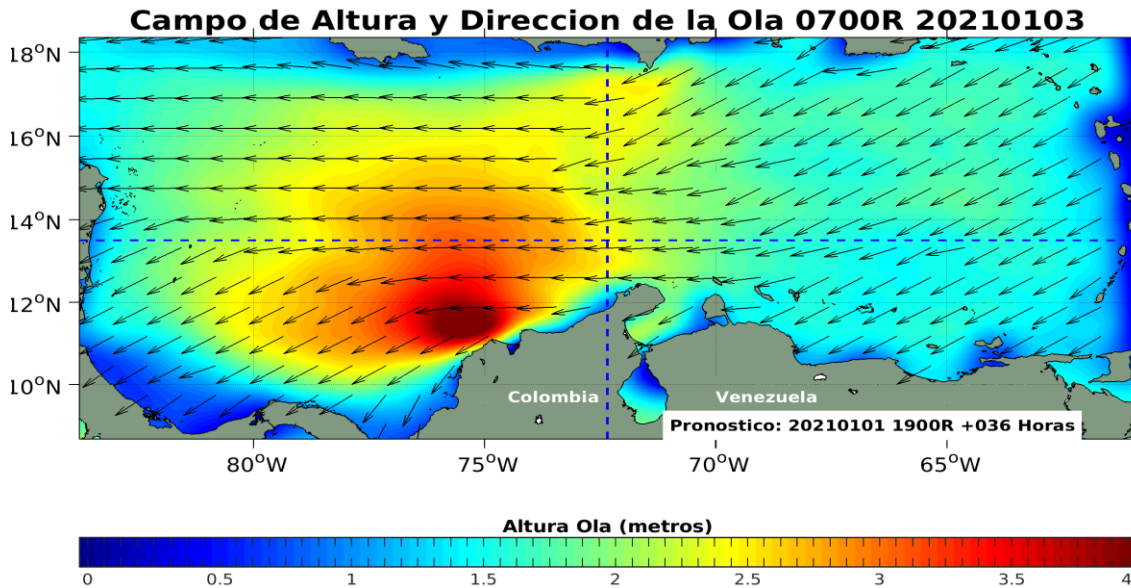 Campo de Altura y Direccion de la Ola 0700R 20210103
18°N
16°N
14°N
12°N
10°N
Colombia
Venezuela
Pronostico: 20210101 1900R +036 Horas
80°W
75°W
70°W
65°W
Altura Ola (metros)
0
0.5
1
1.5
2
2.5
3
3.5
4